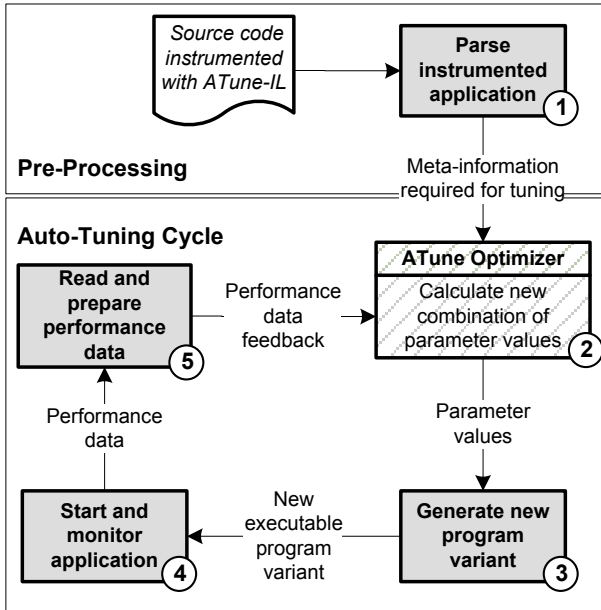 Source code
instrumented
with ATune-IL
Parse
instrumented
application
1
Pre-Processing
Meta-information
required for tuning
Auto-Tuning Cycle
ATune Optimizer
Calculate new
combination of
parameter values
2
Read and
prepare
performance
data
5
Performance
data
feedback
Performance
data
Parameter
values
Start and
monitor
application
4
New
executable
program
variant
Generate new
program
variant
3